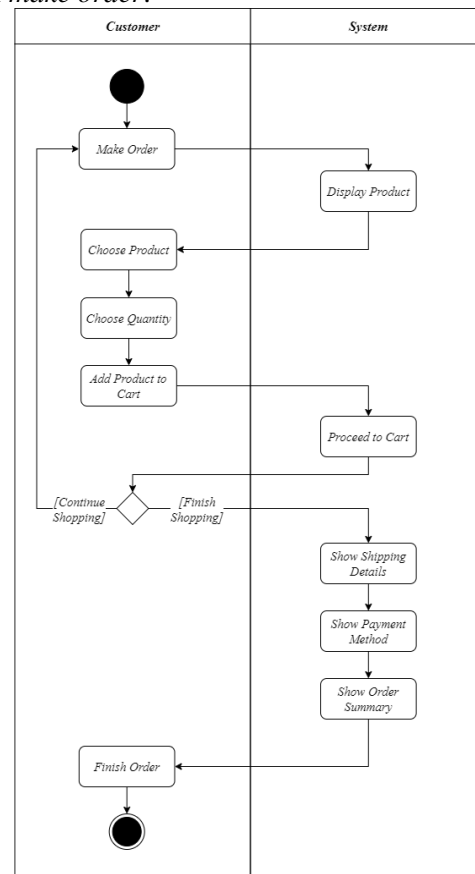 make order.
Customer
System
Make Order
Display Product
Choose Product
Choose Quantity
Add Product to
Cart
Proceed to Cart
[Continue
Shopping]
[Finish
Shopping]
Show Shipping
Details
Show Payment
Method
Show Order
Summary
Finish Order